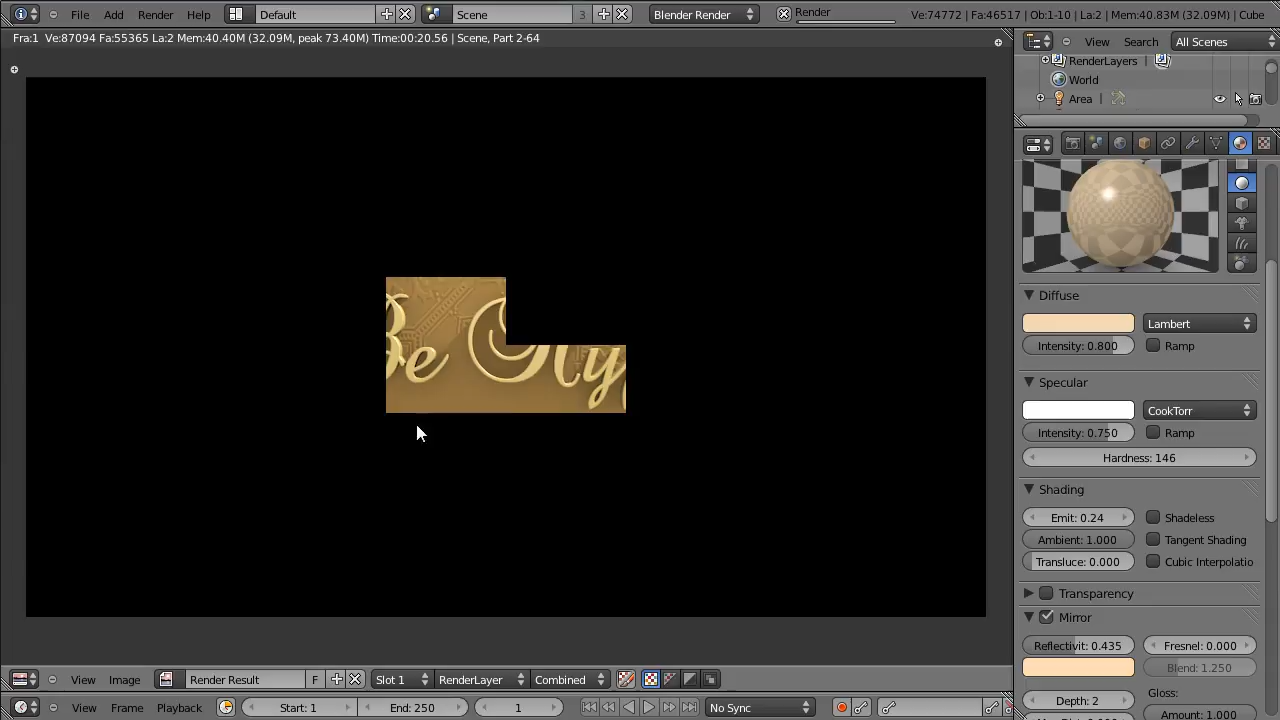 File Add Render Help Default Scene 3 Blender Render Render Ve:74772 | Fa:46517 | Ob:1-10 | La:2 | Mem:40.83M (32.09M) | Cube
Fra:1 Ve:87094 Fa:55365 La:2 Mem:40.40M (32.09M, peak 73.40M) Time:00:20.56 | Scene, Part 2-64
View Search All Scenes
RenderLayers |
World
Area |
Be
Diffuse
Lambert
Intensity: 0.800 Ramp
Specular
CookTorr
Intensity: 0.750 Ramp
Hardness: 146
Shading
Emit: 0.24 Shadeless
Ambient: 1.000 Tangent Shading
Transluce: 0.000 Cubic Interpolatio
Transparency
Mirror
Reflectivit: 0.435 Fresnel: 0.000
Blend: 1.250
Depth: 2 Gloss:
Amount: 1.000
View Image Render Result F Slot 1 RenderLayer Combined
View Frame Playback Start: 1 End: 250 1 No Sync